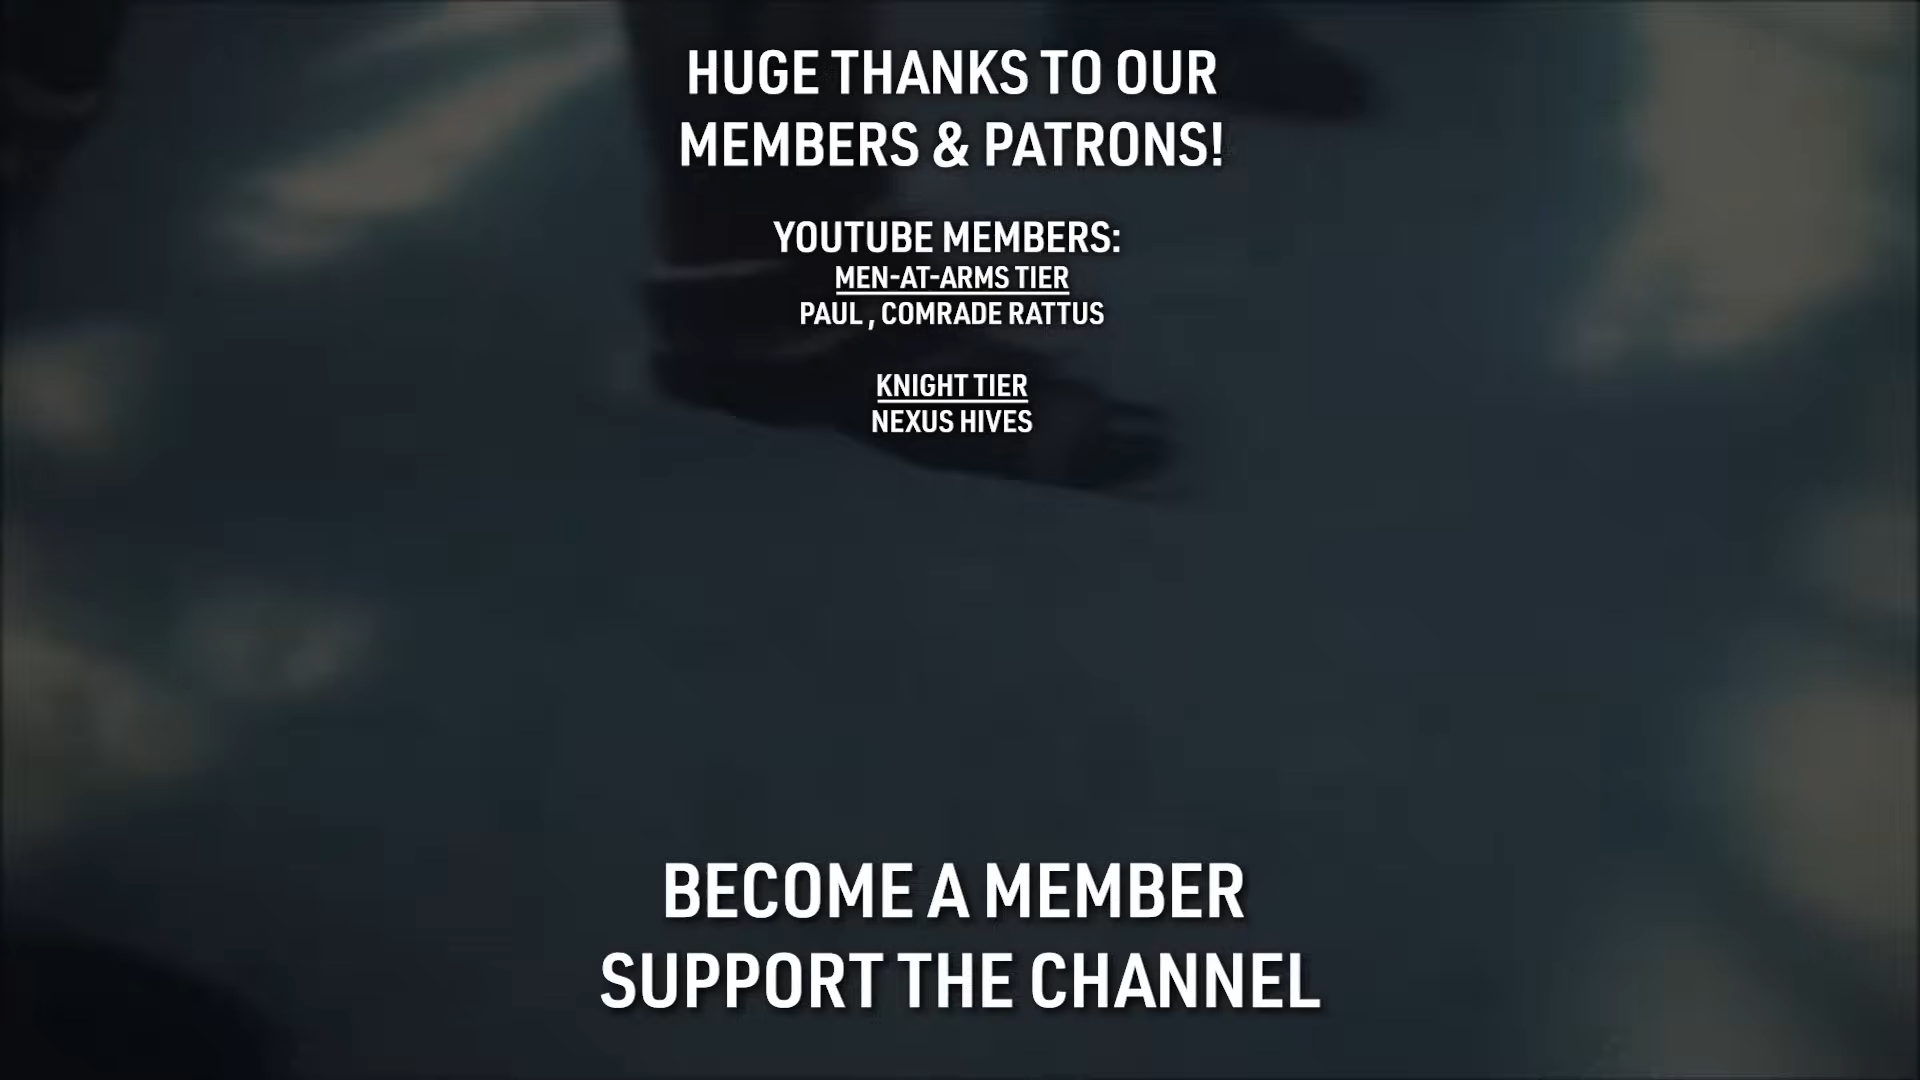 HUGE THANKS TO OUR
MEMBERS & PATRONS!
YOUTUBE MEMBERS:
MEN-AT-ARMS TIER
PAUL , COMRADE RATTUS
KNIGHT TIER
NEXUS HIVES
BECOME A MEMBER
SUPPORT THE CHANNEL